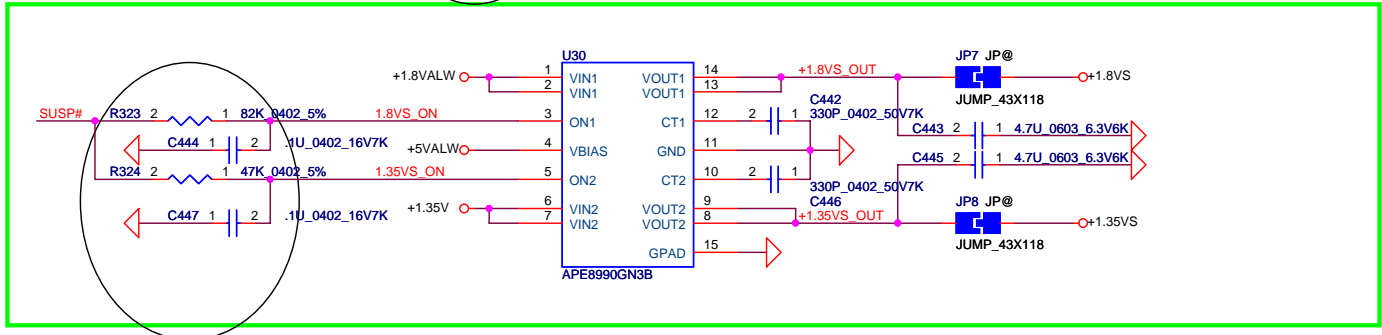 U30
JP7 JP@
+1.8VALW
1
2
VIN1
VIN1
VOUT1
VOUT1
14
13
+1.8VS_OUT
+1.8VS
JUMP_43X118
SUSP#
R323 2 1 82K_0402_5%
1.8VS_ON
3
ON1
CT1
12
2 1
C442
330P_0402_50V7K
C444 1 2 .1U_0402_16V7K
+5VALW
4
VBIAS
GND
11
C443 2 1 4.7U_0603_6.3V6K
R324 2 1 47K_0402_5%
1.35VS_ON
5
ON2
CT2
10
2 1
330P_0402_50V7K
C446
C445 2 1 4.7U_0603_6.3V6K
C447 1 2 .1U_0402_16V7K
+1.35V
6
7
VIN2
VIN2
VOUT2
VOUT2
9
8
+1.35VS_OUT
JP8 JP@
+1.35VS
JUMP_43X118
GPAD
15
APE8990GN3B